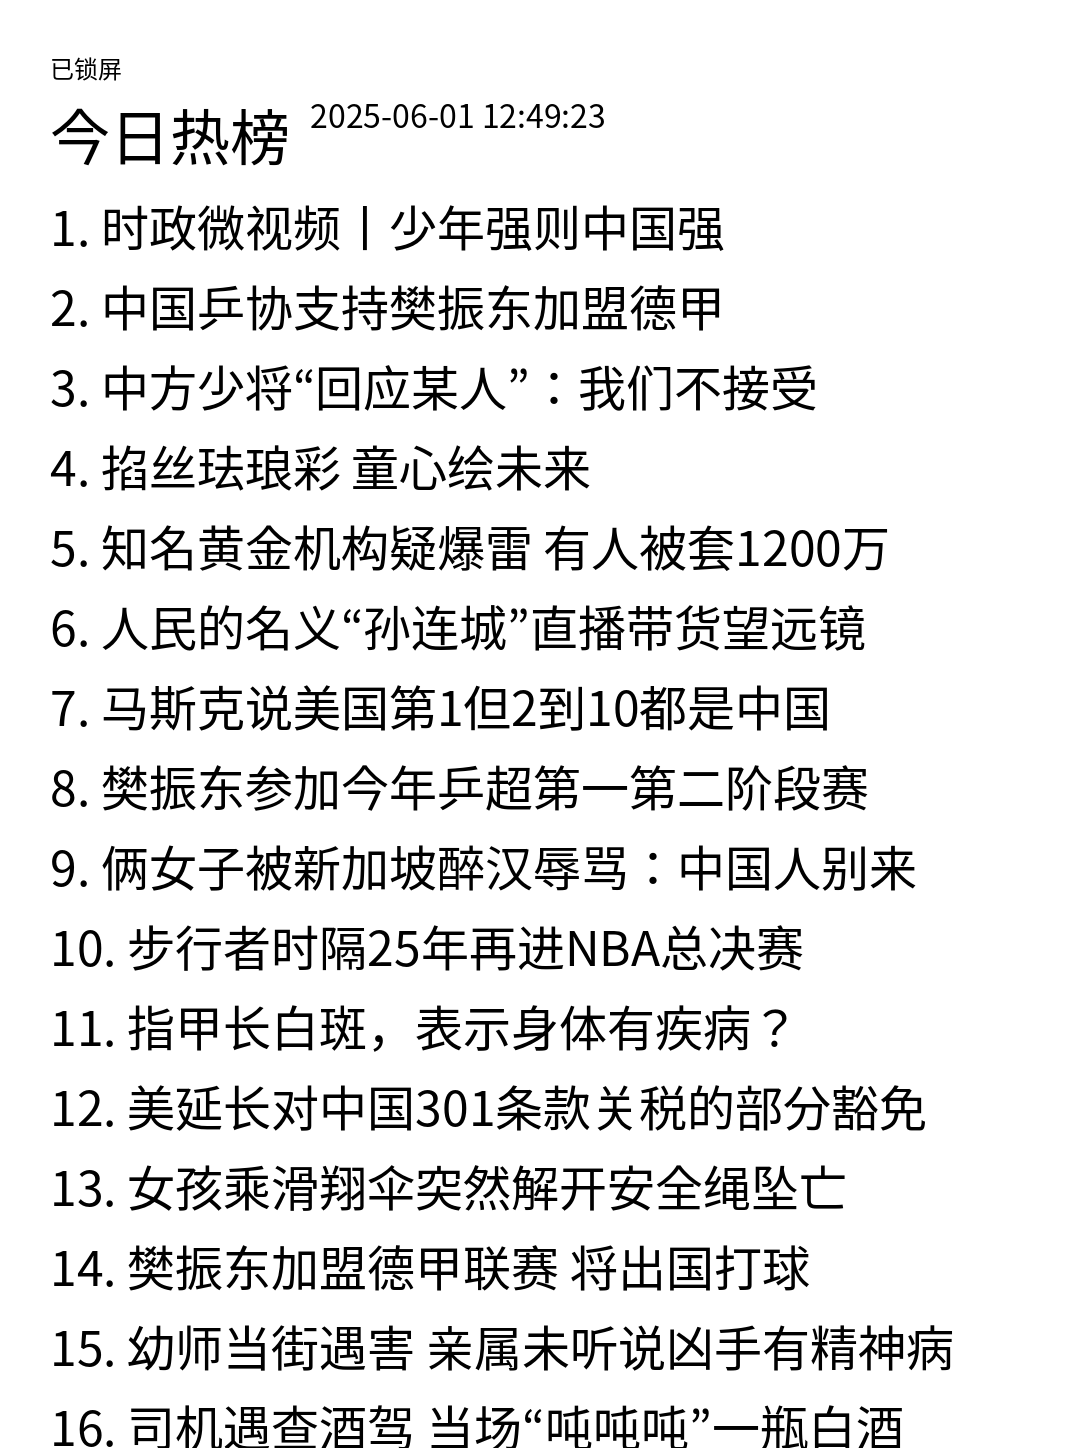 已锁屏
今日热榜 2025-06-01 12:49:23
1. 时政微视频丨少年强则中国强
2. 中国乒协支持樊振东加盟德甲
3. 中方少将“回应某人”：我们不接受
4. 掐丝珐琅彩 童心绘未来
5. 知名黄金机构疑爆雷 有人被套1200万
6. 人民的名义“孙连城”直播带货望远镜
7. 马斯克说美国第1但2到10都是中国
8. 樊振东参加今年乒超第一第二阶段赛
9. 俩女子被新加坡醉汉辱骂：中国人别来
10. 步行者时隔25年再进NBA总决赛
11. 指甲长白斑，表示身体有疾病？
12. 美延长对中国301条款关税的部分豁免
13. 女孩乘滑翔伞突然解开安全绳坠亡
14. 樊振东加盟德甲联赛 将出国打球
15. 幼师当街遇害 亲属未听说凶手有精神病
16. 司机遇查酒驾 当场“吨吨吨”一瓶白酒